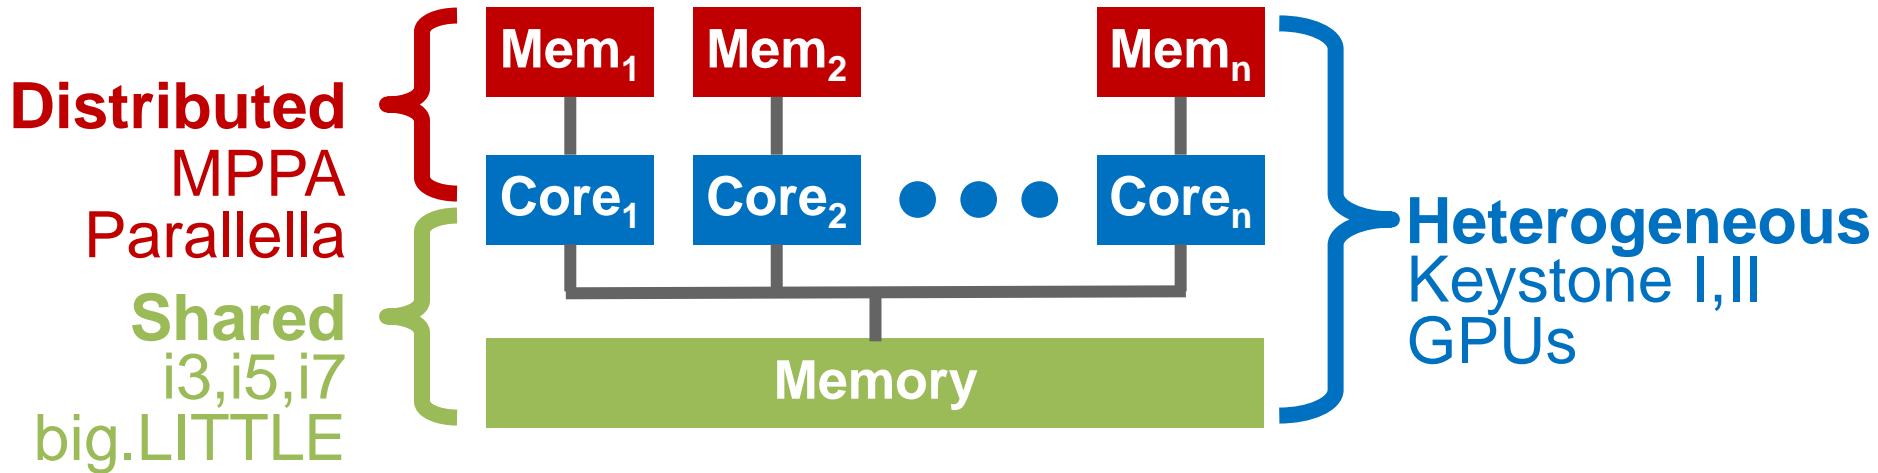 Distributed
MPPA
Parallella
Shared
i3,i5,i7
big.LITTLE
Mem₁ Mem₂ Memₙ
Core₁ Core₂ Coreₙ
Memory
Heterogeneous
Keystone I,II
GPUs